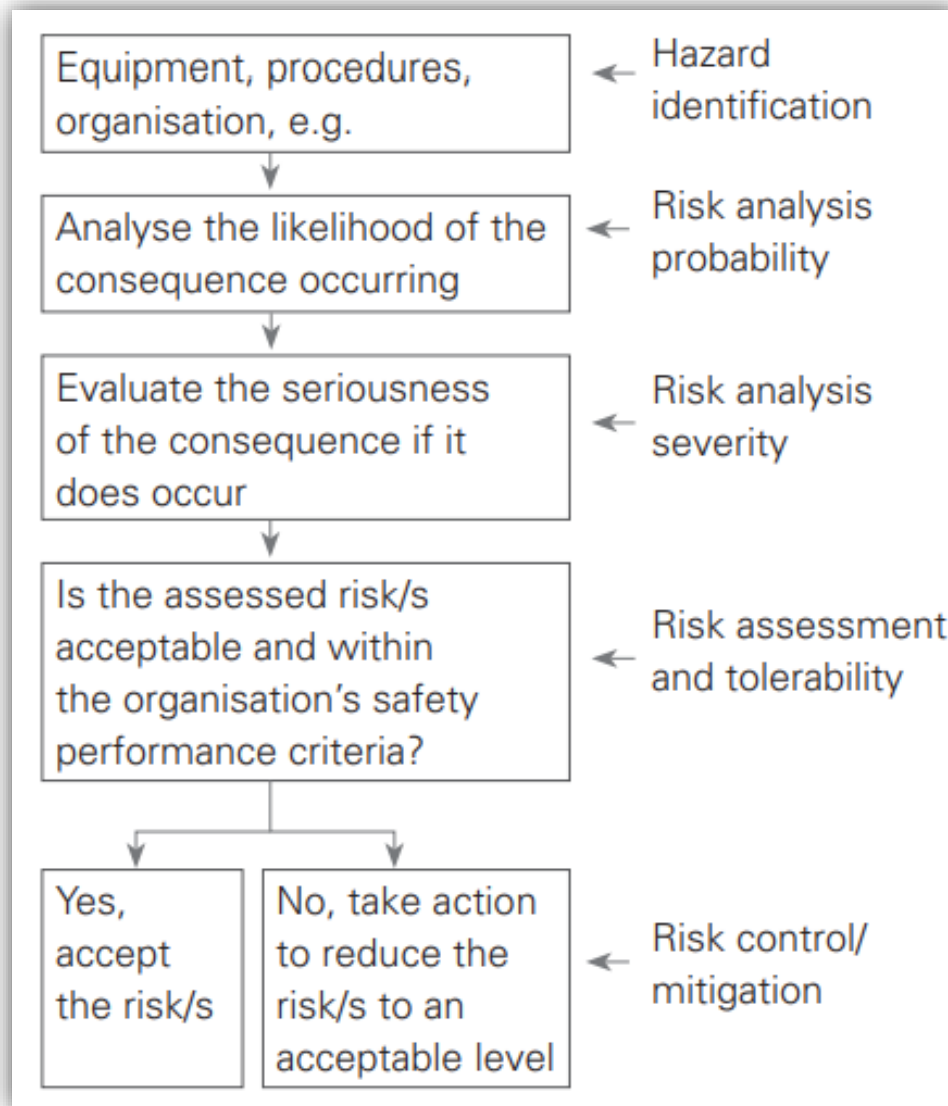 Equipment, procedures,
organisation, e.g.
Hazard
identification
Analyse the likelihood of the
consequence occurring
Risk analysis
probability
Evaluate the seriousness
of the consequence if it
does occur
Risk analysis
severity
Is the assessed risk/s
acceptable and within
the organisation's safety
performance criteria?
Risk assessment
and tolerability
Yes,
accept
the risk/s
No, take action
to reduce the
risk/s to an
acceptable level
Risk control/
mitigation